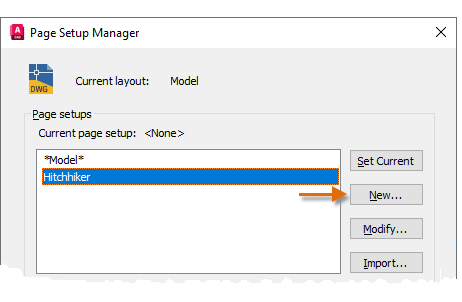 A
CAD
Page Setup Manager
DWG
Current layout: Model
Page setups
Current page setup: <None>
*Model*
Hitchhiker
Set Current
New...
Modify...
Import...